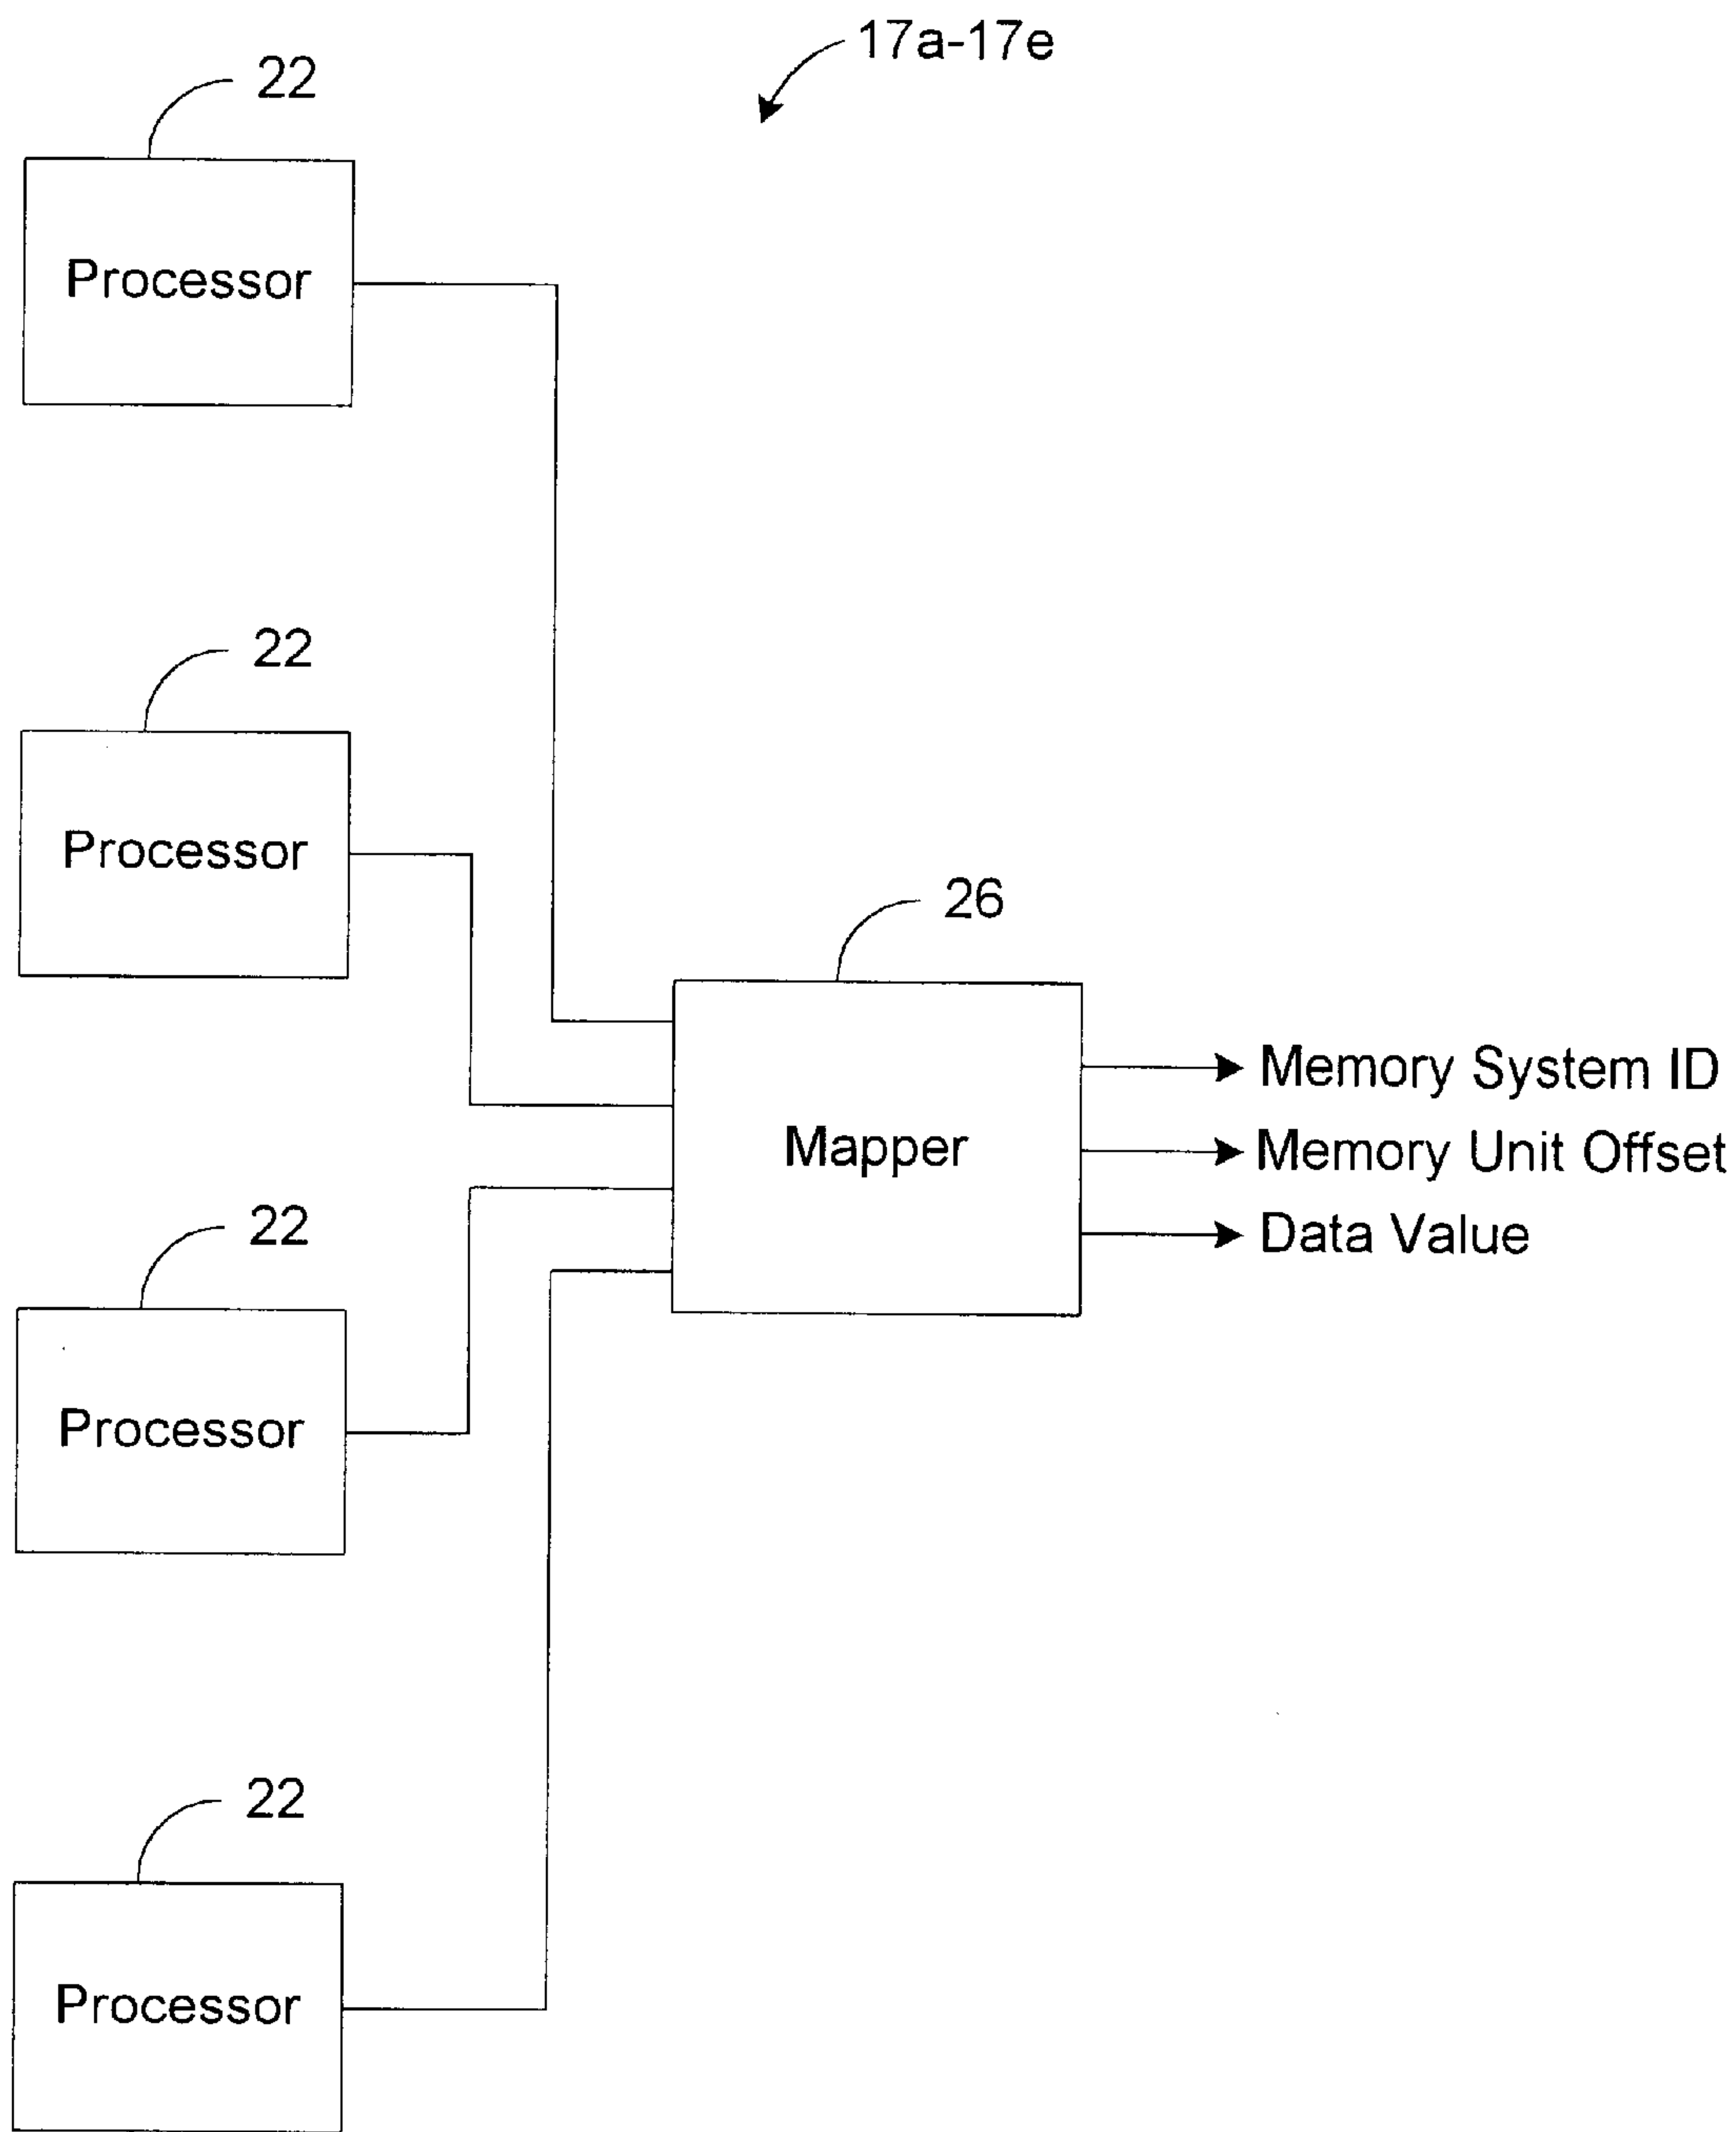 17a-17e
22
Processor
22
Processor
26
Mapper
Memory System ID
Memory Unit Offset
Data Value
22
Processor
22
Processor